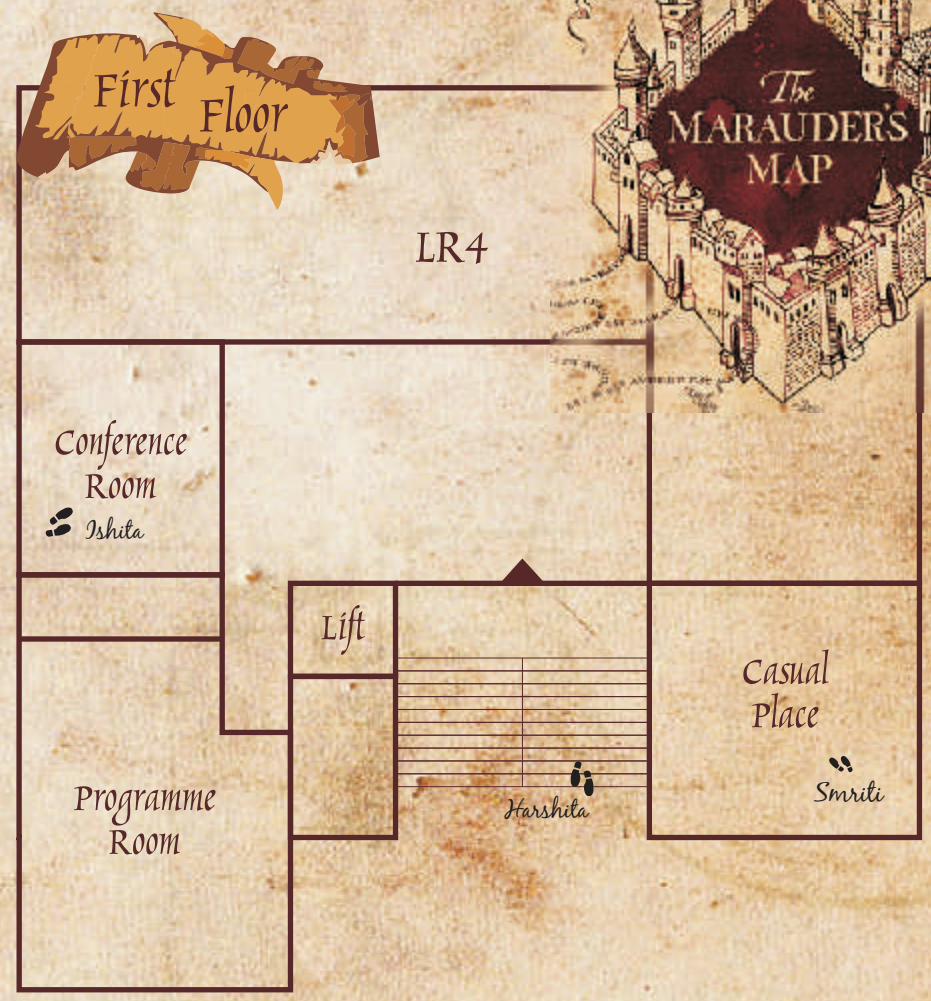 First Floor
The
MARAUDER'S
MAP
LR4
Conference
Room
Ishita
Lift
Casual
Place
Smriti
Programme
Room
Harshita